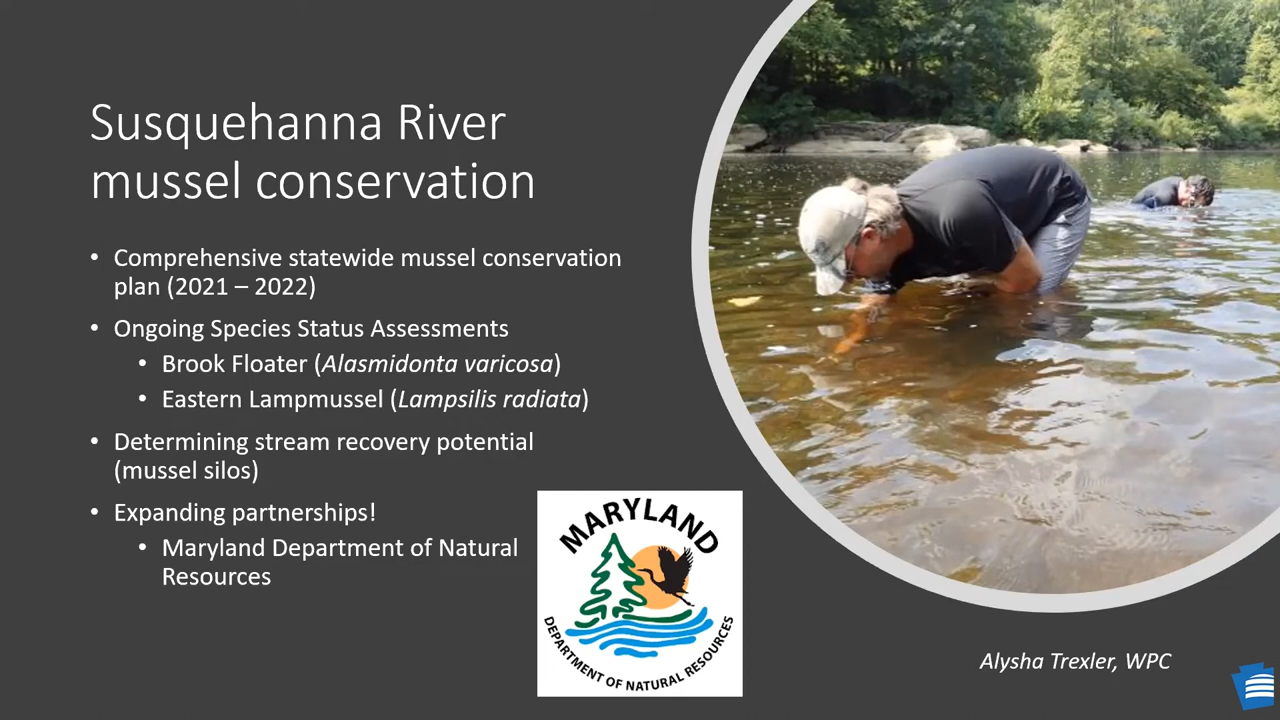 Susquehanna River
mussel conservation
• Comprehensive statewide mussel conservation
plan (2021 – 2022)
• Ongoing Species Status Assessments
• Brook Floater (Alasmidonta varicosa)
• Eastern Lampmussel (Lampsilis radiata)
• Determining stream recovery potential
(mussel silos)
• Expanding partnerships!
• Maryland Department of Natural
Resources
MARYLAND
DEPARTMENT OF NATURAL RESOURCES
Alysha Trexler, WPC